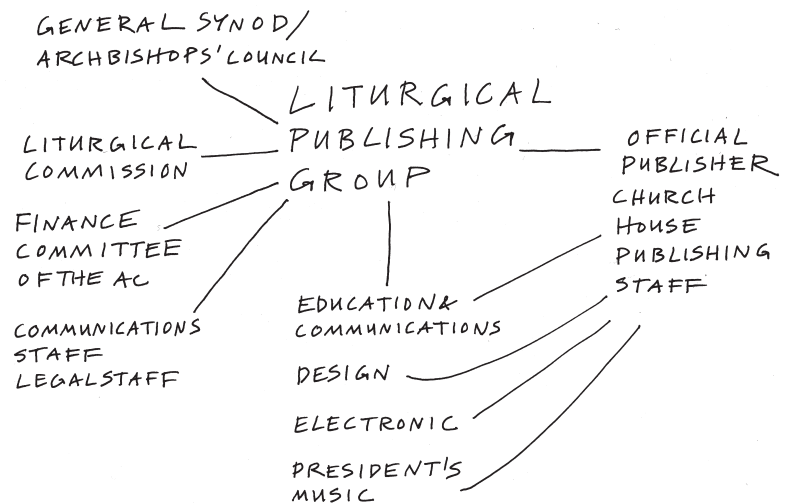 GENERAL SYNOD/
ARCHBISHOPS' COUNCIL
LITURGICAL
PUBLISHING
GROUP
LITURGICAL
COMMISSION
FINANCE
COMMITTEE
OF THE AC
COMMUNICATIONS
STAFF
LEGAL STAFF
EDUCATION &
COMMUNICATIONS
DESIGN
ELECTRONIC
PRESIDENT'S
MUSIC
OFFICIAL
PUBLISHER
CHURCH
HOUSE
PUBLISHING
STAFF